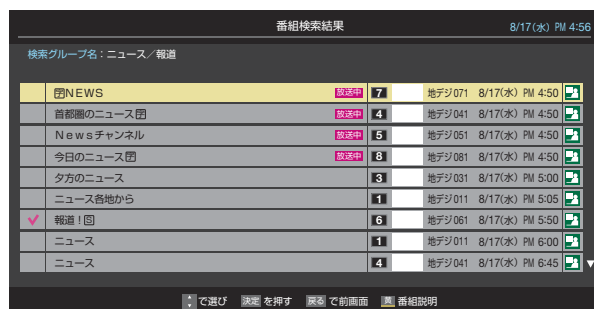 番組検索結果 8/17(水) PM 4:56
検索グループ名：ニュース／報道
字NEWS 放送中 7 地デジ071 8/17(水) PM 4:50
首都圏のニュース字 放送中 4 地デジ041 8/17(水) PM 4:50
Newsチャンネル 放送中 5 地デジ051 8/17(水) PM 4:50
今日のニュース字 放送中 8 地デジ081 8/17(水) PM 4:50
夕方のニュース 3 地デジ031 8/17(水) PM 5:00
ニュース各地から 1 地デジ011 8/17(水) PM 5:05
報道！S 6 地デジ061 8/17(水) PM 5:50
ニュース 1 地デジ011 8/17(水) PM 6:00
ニュース 4 地デジ041 8/17(水) PM 6:45
で選び 決定 を押す 戻る で前画面 黄 番組説明